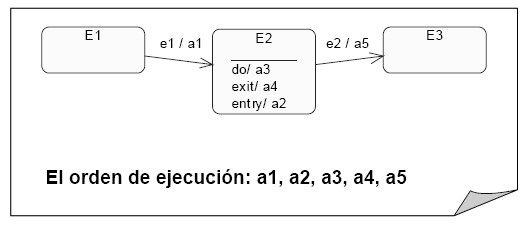 E1
e1 / a1
E2
do/ a3
exit/ a4
entry/ a2
e2 / a5
E3
El orden de ejecución: a1, a2, a3, a4, a5